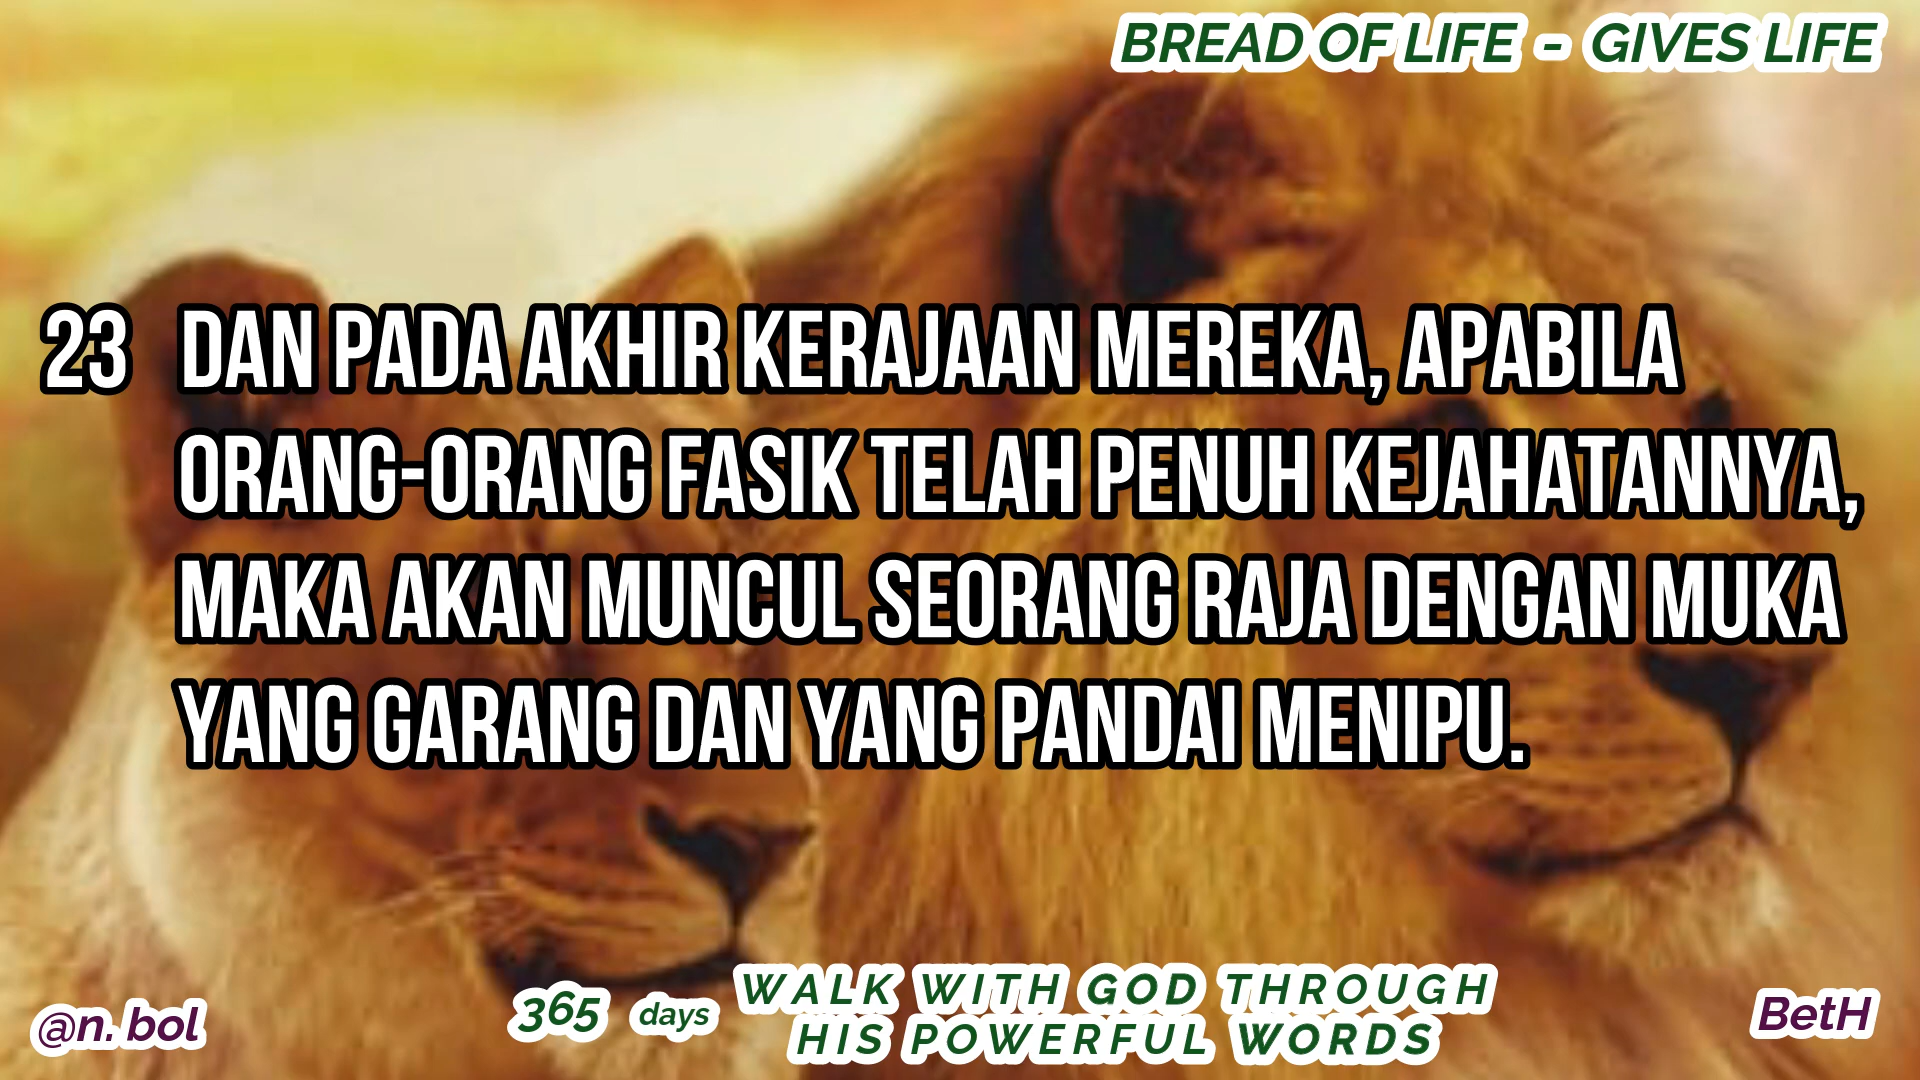 BREAD OF LIFE - GIVES LIFE
23 DAN PADA AKHIR KERAJAAN MEREKA, APABILA
ORANG-ORANG FASIK TELAH PENUH KEJAHATANNYA,
MAKA AKAN MUNCUL SEORANG RAJA DENGAN MUKA
YANG GARANG DAN YANG PANDAI MENIPU.
@n. bol
365 days
WALK WITH GOD THROUGH
HIS POWERFUL WORDS
BetH